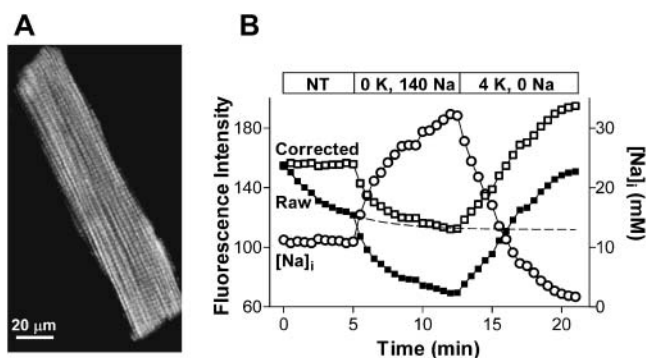 A
20 μm
B
NT
0 K, 140 Na
4 K, 0 Na
Fluorescence Intensity
180
140
100
60
Corrected
Raw
[Na]i
30
20
10
0
[Na]i (mM)
0
5
10
15
20
Time (min)